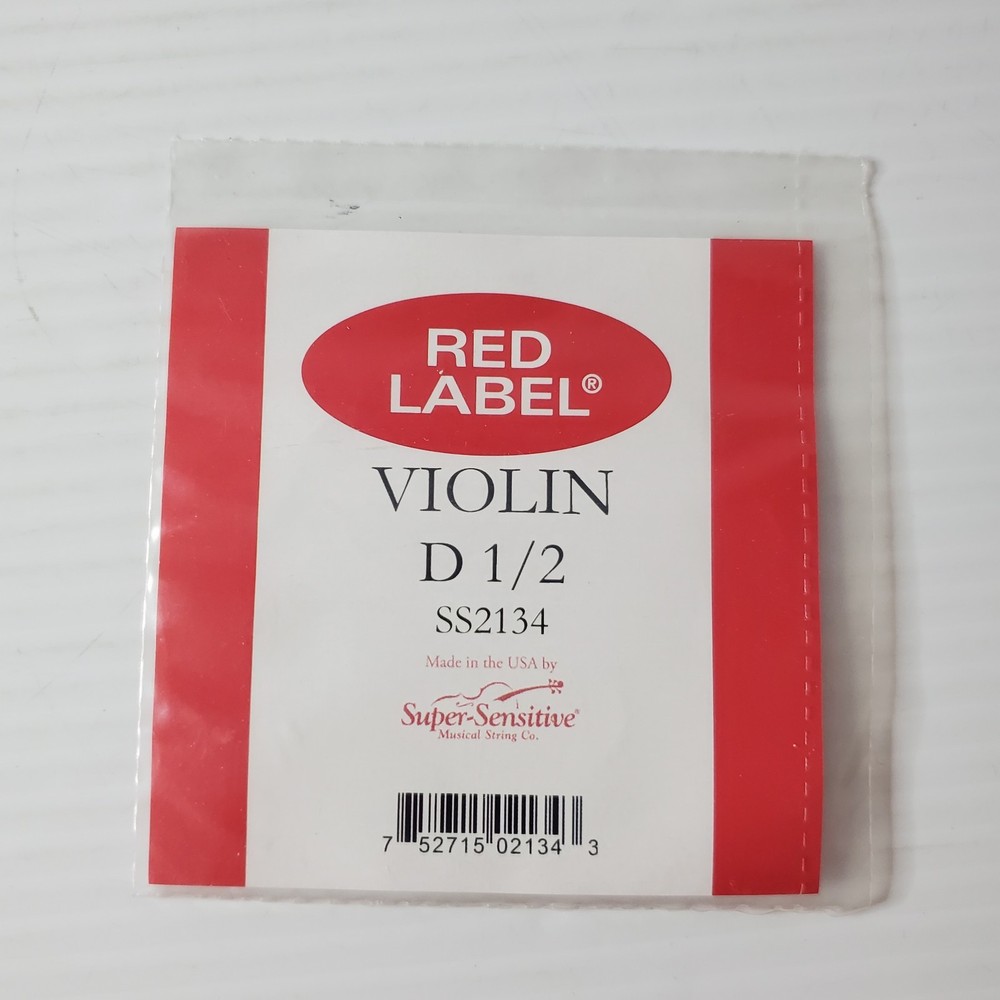 RED
LABEL®
VIOLIN
D 1/2
SS2134
Made in the USA by
Super-Sensitive®
Musical String Co.
7 52715 02134 3